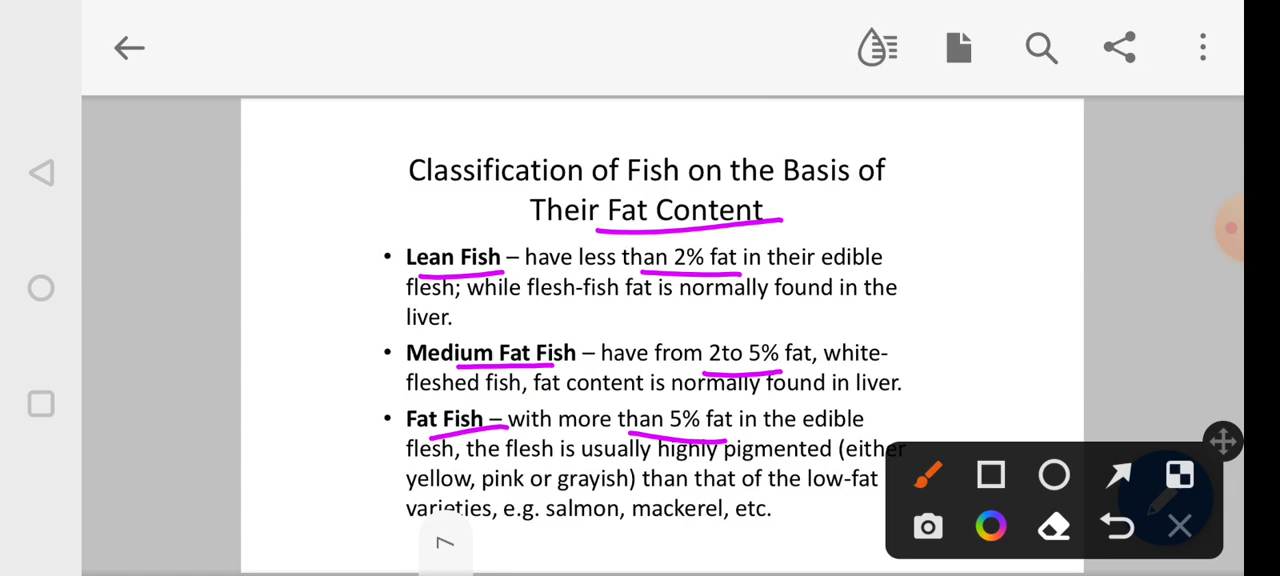 Classification of Fish on the Basis of
Their Fat Content
• Lean Fish – have less than 2% fat in their edible
flesh; while flesh-fish fat is normally found in the
liver.
• Medium Fat Fish – have from 2to 5% fat, white-
fleshed fish, fat content is normally found in liver.
• Fat Fish – with more than 5% fat in the edible
flesh, the flesh is usually highly pigmented (either
yellow, pink or grayish) than that of the low-fat
varieties, e.g. salmon, mackerel, etc.
7